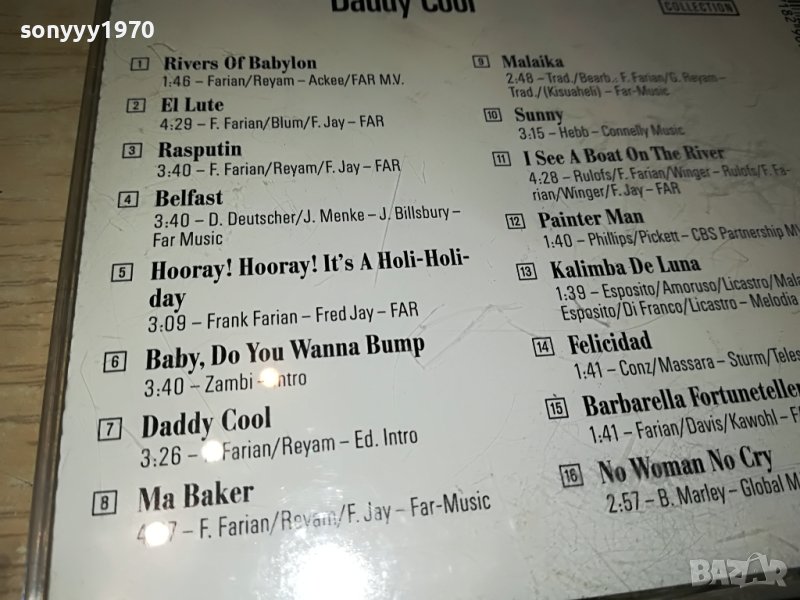 sonyyy1970
Daddy Cool
COLLECTION
1 Rivers Of Babylon
1:46 – Farian/Reyam – Ackee/FAR M.V.
2 El Lute
4:29 – F. Farian/Blum/F. Jay – FAR
3 Rasputin
3:40 – F. Farian/Reyam/F. Jay – FAR
4 Belfast
3:40 – D. Deutscher/J. Menke – J. Billsbury –
Far Music
5 Hooray! Hooray! It's A Holi-Holi-
day
3:09 – Frank Farian – Fred Jay – FAR
6 Baby, Do You Wanna Bump
3:40 – Zambi – Intro
7 Daddy Cool
3:26 – Farian/Reyam – Ed. Intro
8 Ma Baker
F. Farian/Reyam/F. Jay – Far-Music
9 Malaika
2:48 – Trad./Bearb.: F. Farian/G. Reyam –
Trad./(Kisuaheli) – Far-Music
10 Sunny
3:15 – Hebb – Connelly Music
11 I See A Boat On The River
4:28 – Rulofs/F. Farian/Winger – Rulofs/F. Fa-
rian/Winger/F. Jay – FAR
12 Painter Man
1:40 – Phillips/Pickett – CBS Partnership MV
13 Kalimba De Luna
1:39 – Esposito/Amoruso/Licastro/Mala
Esposito/Di Franco/Licastro – Melodia
14 Felicidad
1:41 – Conz/Massara – Sturm/Teles
15 Barbarella Fortuneteller
1:41 – Farian/Davis/Kawohl – F
16 No Woman No Cry
2:57 – B. Marley – Global M
BAZAR